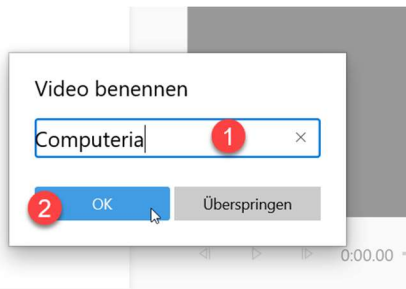 Video benennen
Computeria 1 ×
2 OK Überspringen
0:00.00